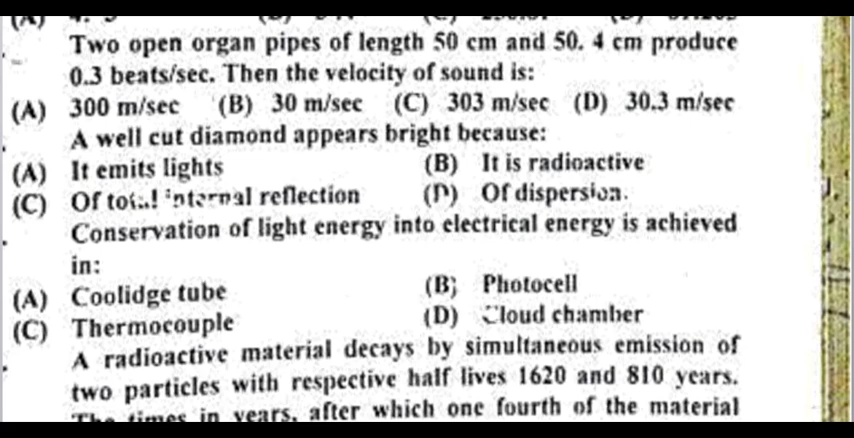 Two open organ pipes of length 50 cm and 50. 4 cm produce
0.3 beats/sec. Then the velocity of sound is:
(A) 300 m/sec (B) 30 m/sec (C) 303 m/sec (D) 30.3 m/sec
A well cut diamond appears bright because:
(A) It emits lights (B) It is radioactive
(C) Of total internal reflection (D) Of dispersion.
Conservation of light energy into electrical energy is achieved
in:
(A) Coolidge tube (B) Photocell
(C) Thermocouple (D) Cloud chamber
A radioactive material decays by simultaneous emission of
two particles with respective half lives 1620 and 810 years.
The times in years, after which one fourth of the material